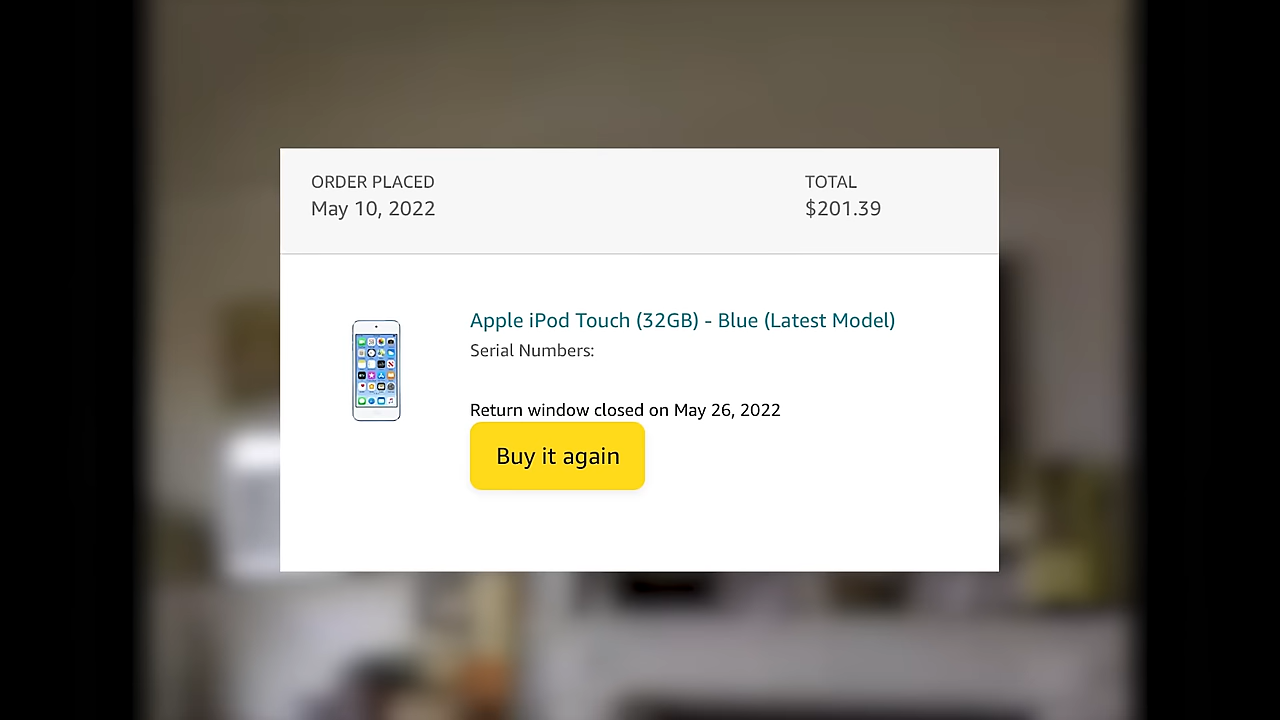 ORDER PLACED
May 10, 2022
TOTAL
$201.39
Apple iPod Touch (32GB) - Blue (Latest Model)
Serial Numbers:
Return window closed on May 26, 2022
Buy it again